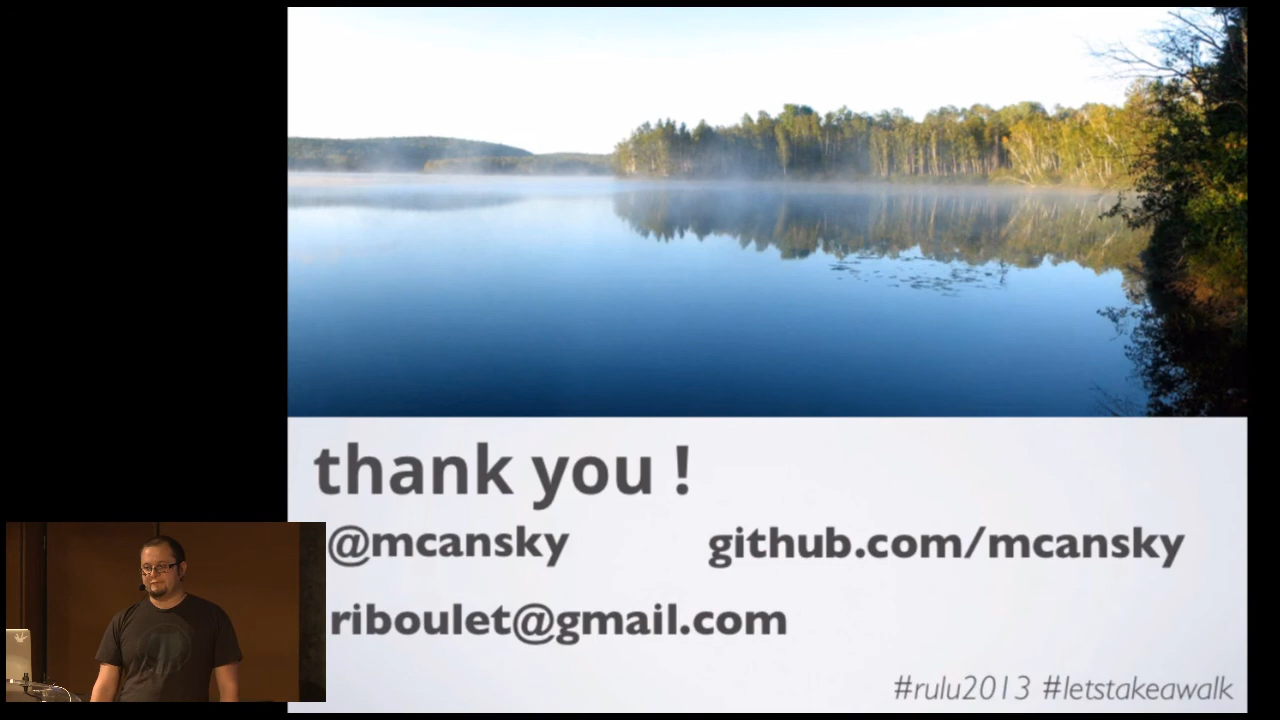 thank you !
@mcansky github.com/mcansky
riboulet@gmail.com
#rulu2013 #letstakeawalk